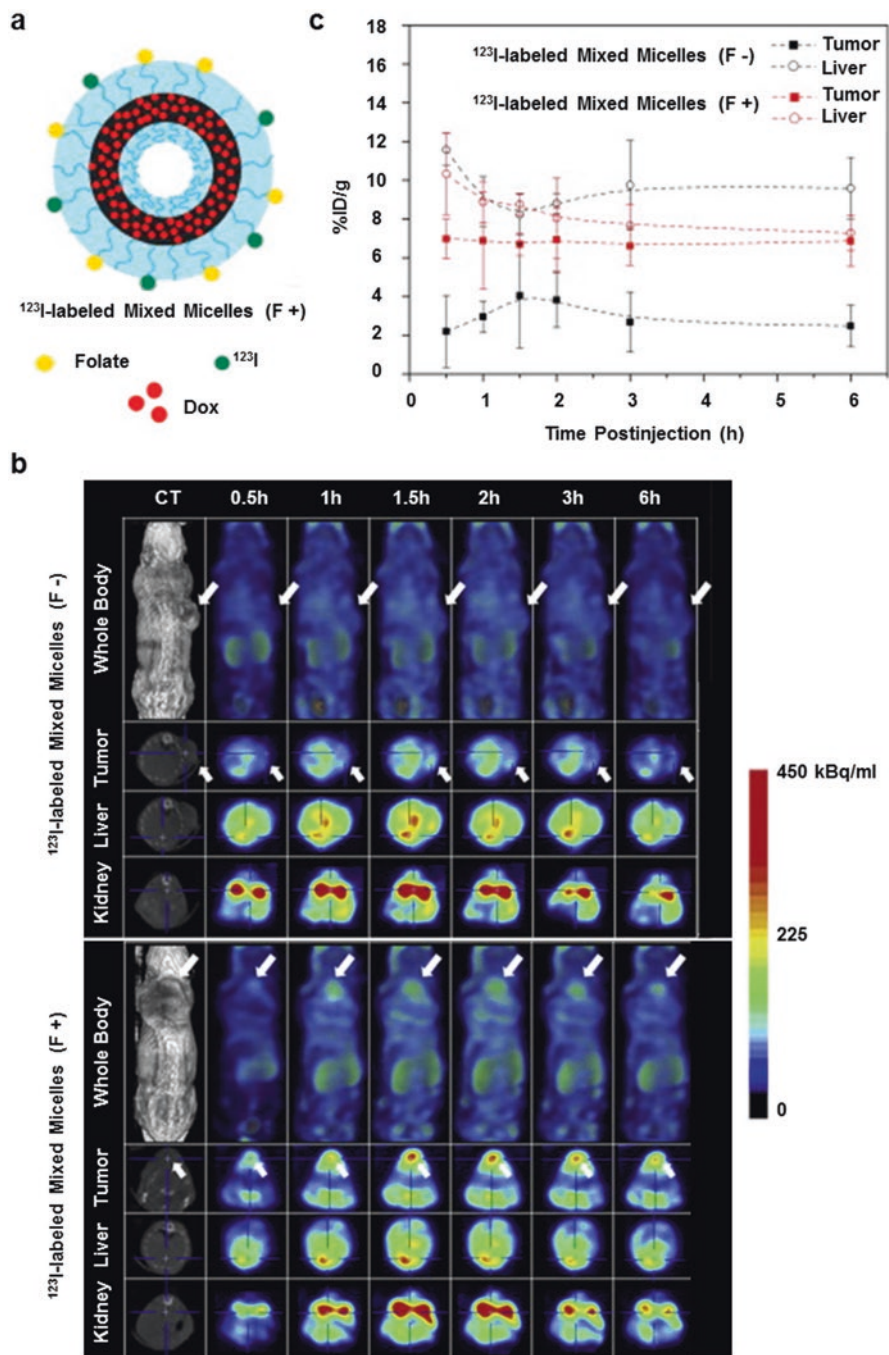 a
¹²³I-labeled Mixed Micelles (F +)
Folate
¹²³I
Dox
c
¹²³I-labeled Mixed Micelles (F -)
Tumor
Liver
¹²³I-labeled Mixed Micelles (F +)
Tumor
Liver
%ID/g
18
16
14
12
10
8
6
4
2
0
0 1 2 3 4 5 6
Time Postinjection (h)
b
CT 0.5h 1h 1.5h 2h 3h 6h
¹²³I-labeled Mixed Micelles (F -)
Whole Body
Tumor
Liver
Kidney
¹²³I-labeled Mixed Micelles (F +)
Whole Body
Tumor
Liver
Kidney
450 kBq/ml
225
0